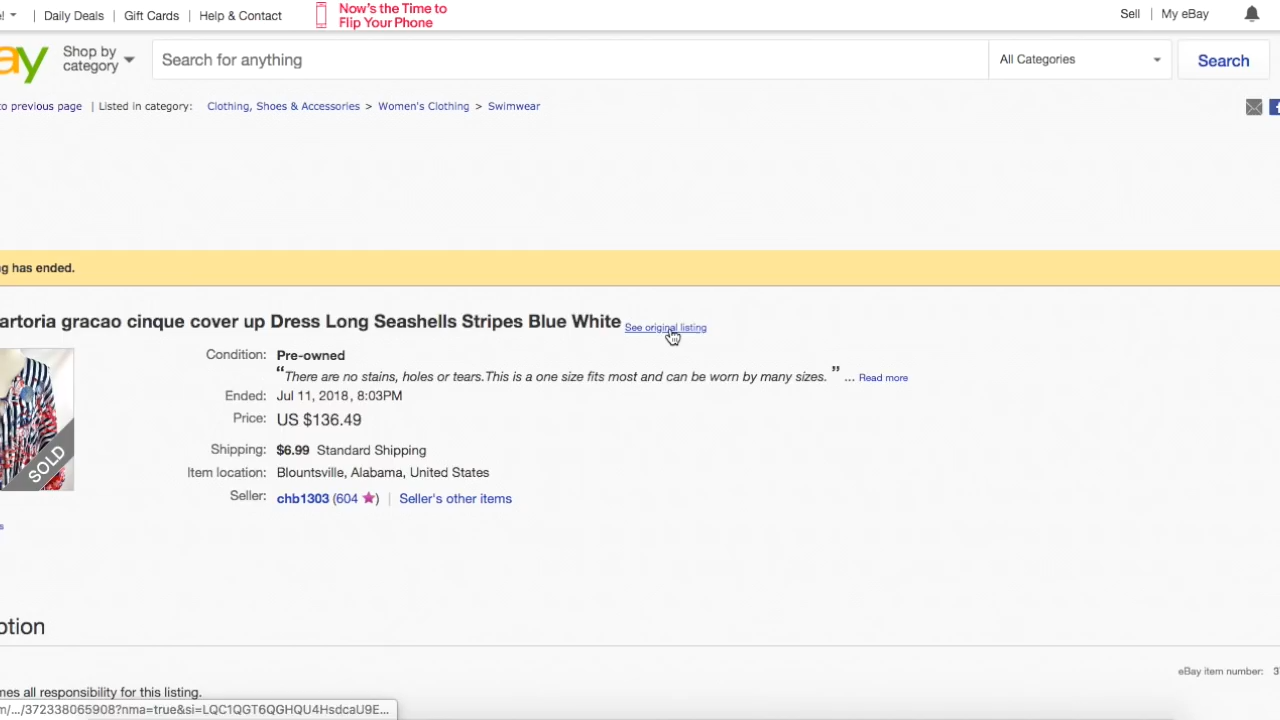 ! | Daily Deals | Gift Cards | Help & Contact
Now's the Time to
Flip Your Phone
Sell | My eBay
ay
Shop by
category
Search for anything
All Categories
Search
to previous page | Listed in category: Clothing, Shoes & Accessories > Women's Clothing > Swimwear
g has ended.
artoria gracao cinque cover up Dress Long Seashells Stripes Blue White See original listing
Condition: Pre-owned
“There are no stains, holes or tears.This is a one size fits most and can be worn by many sizes. ” ... Read more
Ended: Jul 11, 2018, 8:03PM
Price: US $136.49
SOLD
Shipping: $6.99 Standard Shipping
Item location: Blountsville, Alabama, United States
Seller: chb1303 (604 ) | Seller's other items
s
ption
eBay item number: 3
mes all responsibility for this listing.
m/.../372338065908?nma=true&si=LQC1QGT6QGHQU4HsdcaU9E...